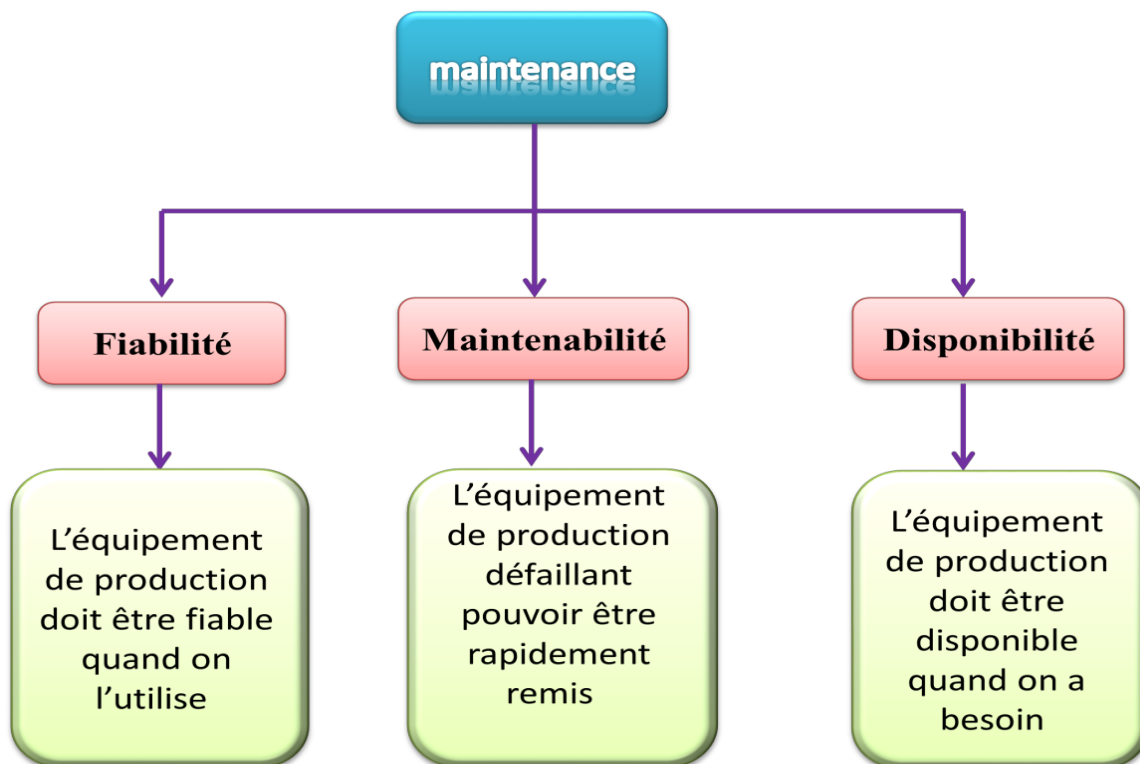 maintenance
Fiabilité
Maintenabilité
Disponibilité
L’équipement
de production
doit être fiable
quand on
l’utilise
L’équipement
de production
défaillant
pouvoir être
rapidement
remis
L’équipement
de production
doit être
disponible
quand on a
besoin